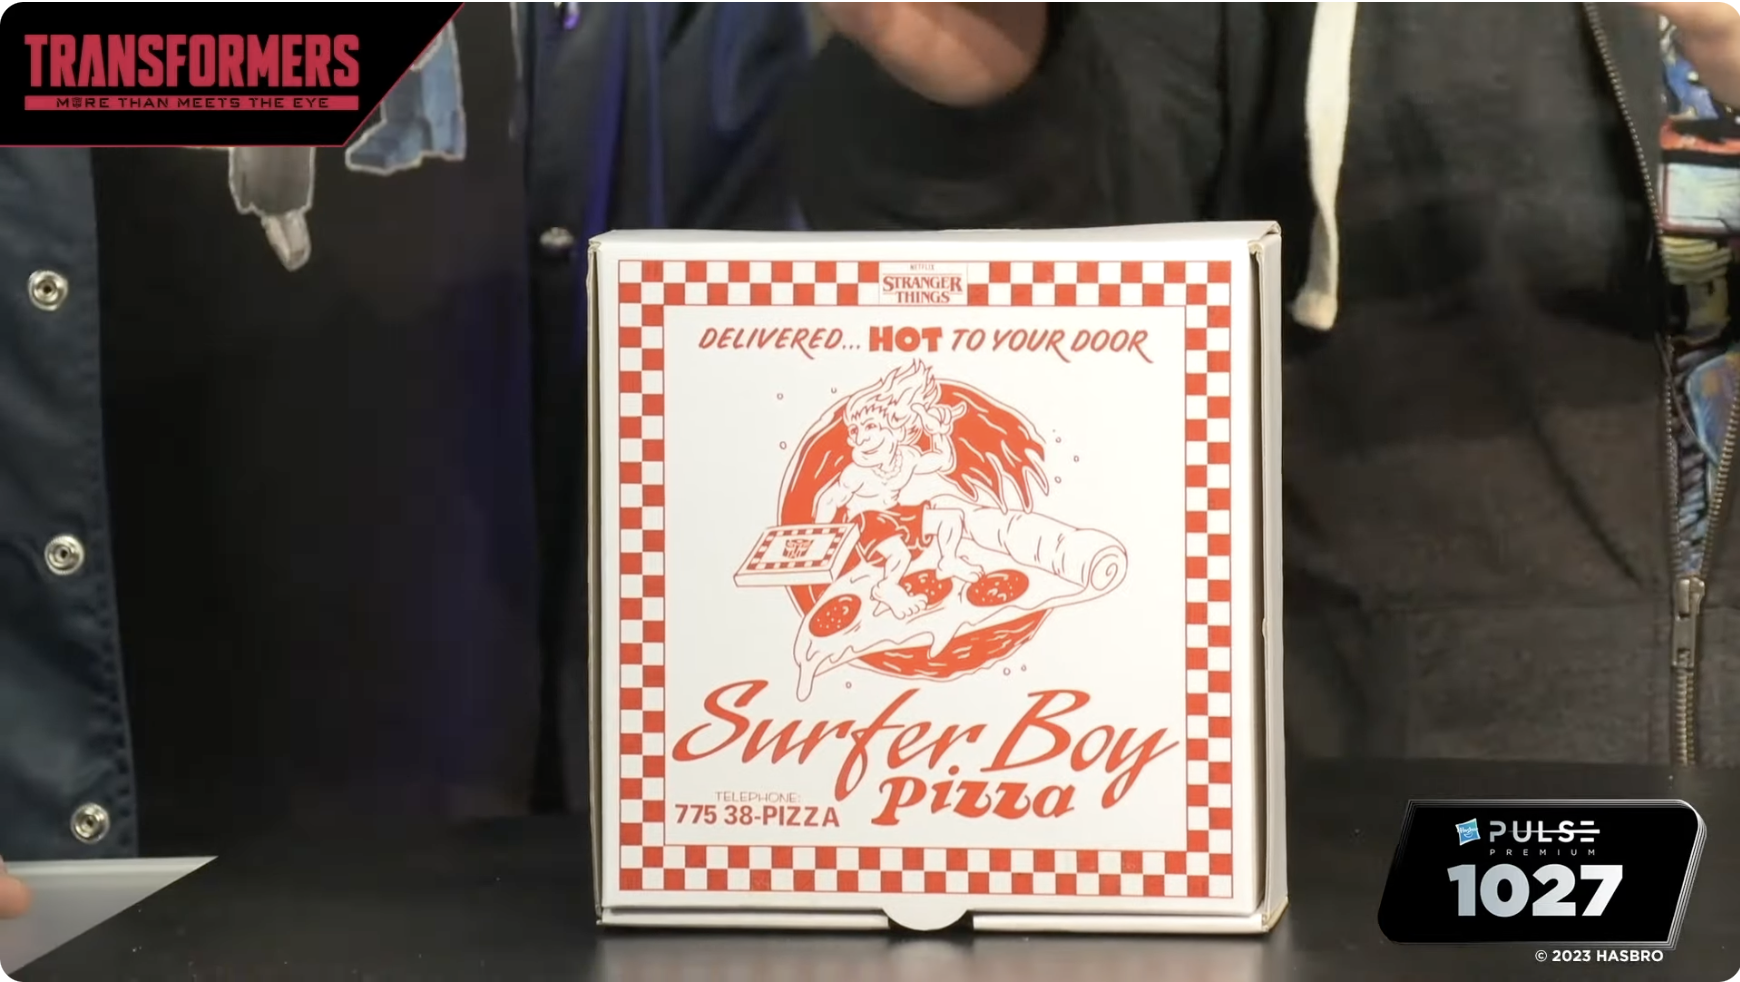 TRANSFORMERS
MORE THAN MEETS THE EYE
NETFLIX
STRANGER
THINGS
DELIVERED... HOT TO YOUR DOOR
Surfer Boy
Pizza
TELEPHONE:
775 38-PIZZA
Hasbro PULSE
PREMIUM
1027
© 2023 HASBRO